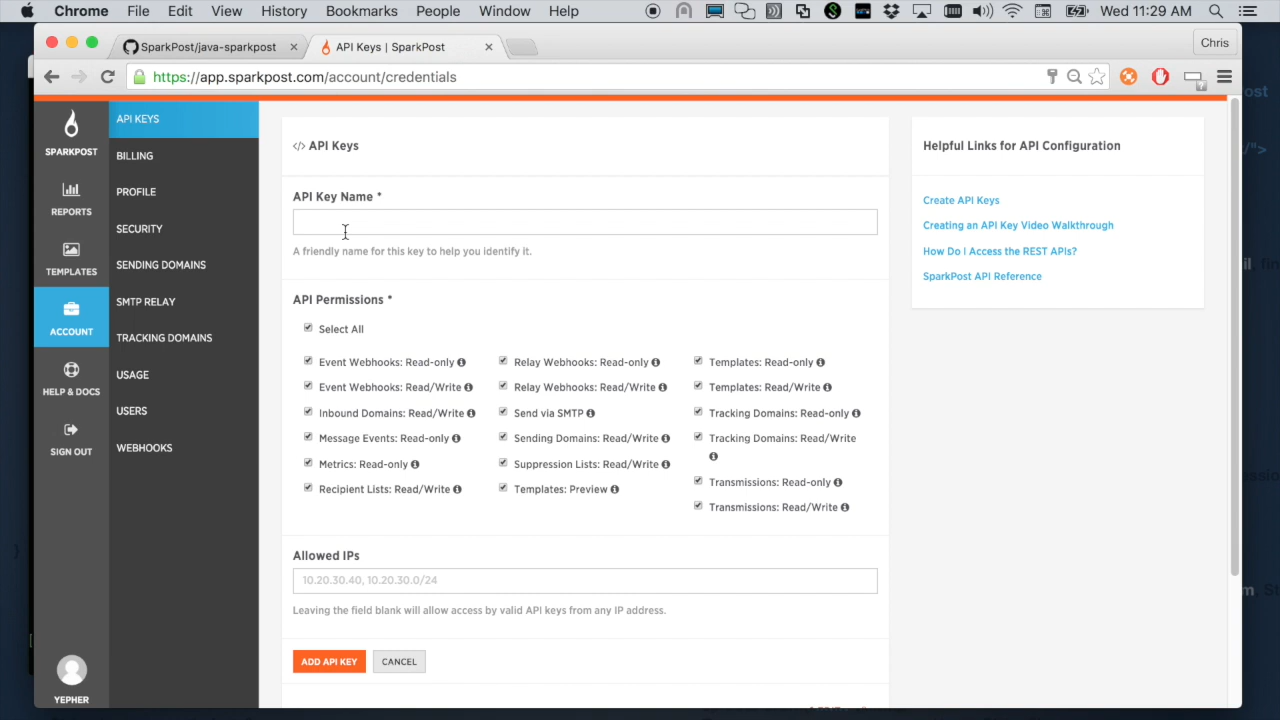 Chrome File Edit View History Bookmarks People Window Help Wed 11:29 AM
SparkPost/java-sparkpost × API Keys | SparkPost × Chris
https://app.sparkpost.com/account/credentials
SPARKPOST
REPORTS
TEMPLATES
ACCOUNT
HELP & DOCS
SIGN OUT
YEPHER
API KEYS
BILLING
PROFILE
SECURITY
SENDING DOMAINS
SMTP RELAY
TRACKING DOMAINS
USAGE
USERS
WEBHOOKS
</> API Keys
API Key Name *
A friendly name for this key to help you identify it.
API Permissions *
Select All
Event Webhooks: Read-only
Event Webhooks: Read/Write
Inbound Domains: Read/Write
Message Events: Read-only
Metrics: Read-only
Recipient Lists: Read/Write
Relay Webhooks: Read-only
Relay Webhooks: Read/Write
Send via SMTP
Sending Domains: Read/Write
Suppression Lists: Read/Write
Templates: Preview
Templates: Read-only
Templates: Read/Write
Tracking Domains: Read-only
Tracking Domains: Read/Write
Transmissions: Read-only
Transmissions: Read/Write
Allowed IPs
10.20.30.40, 10.20.30.0/24
Leaving the field blank will allow access by valid API keys from any IP address.
ADD API KEY CANCEL
Helpful Links for API Configuration
Create API Keys
Creating an API Key Video Walkthrough
How Do I Access the REST APIs?
SparkPost API Reference